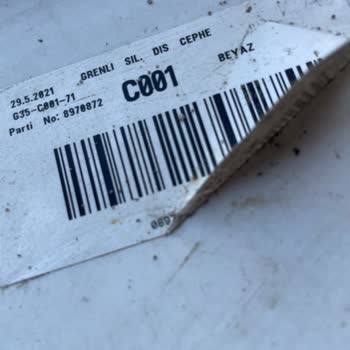 GRENLI SIL. DIS CEPHE
29.5.2021
G35-C001-71 C001 BEYAZ
Parti No: 8970872